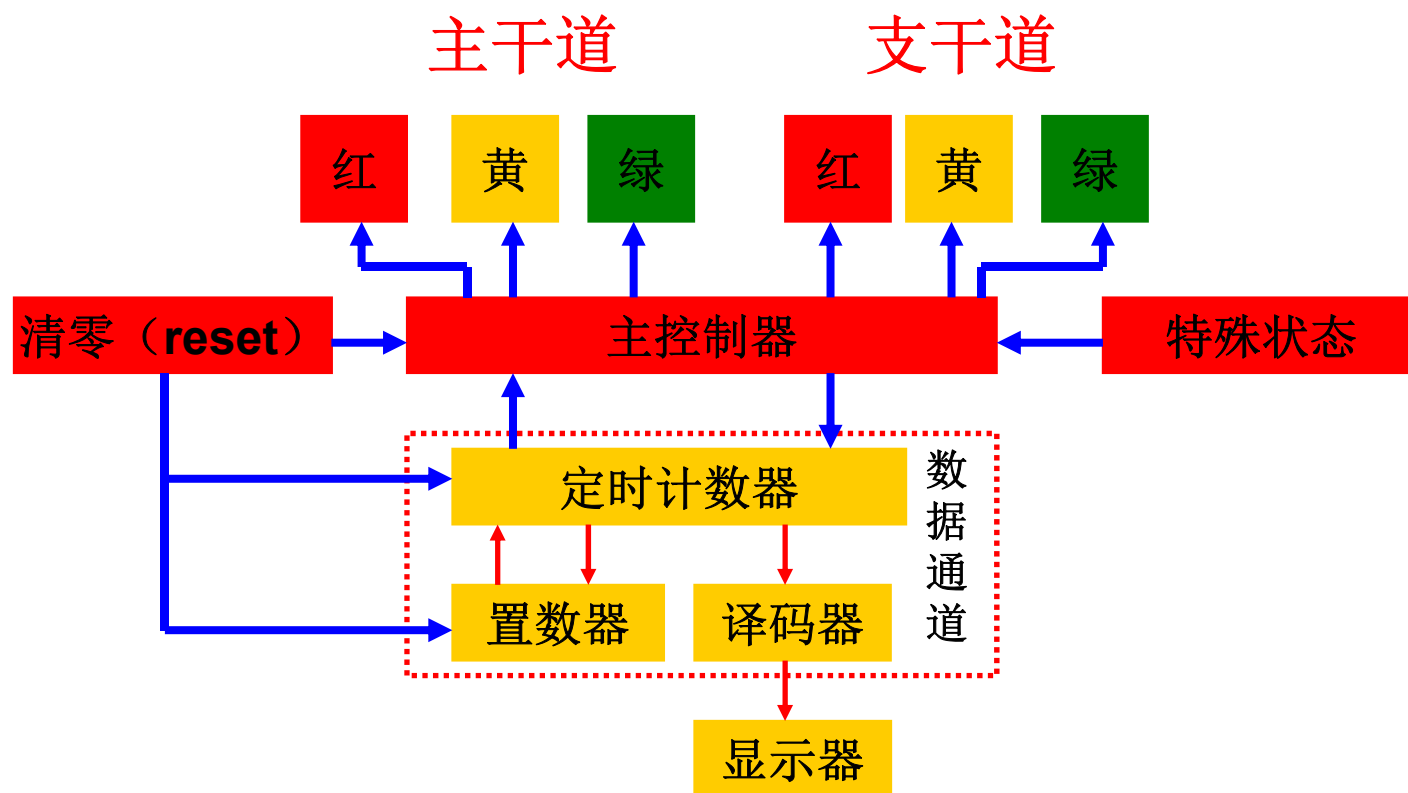 主干道 支干道
红 黄 绿 红 黄 绿
清零（reset） 主控制器 特殊状态
定时计数器
数据通道
置数器 译码器
显示器